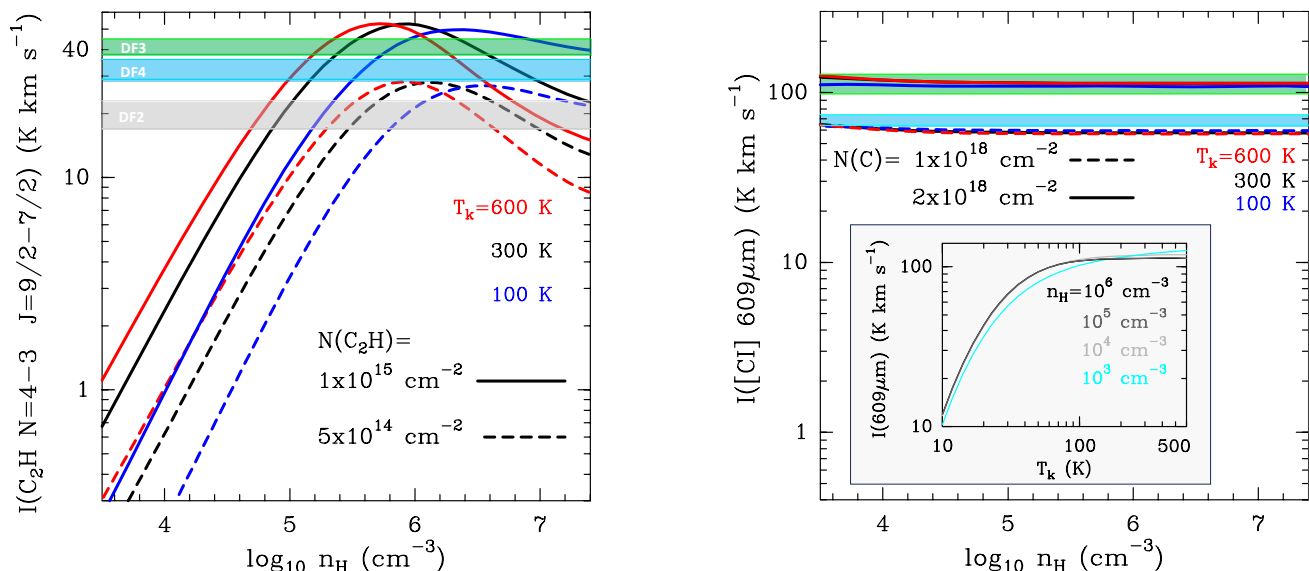 I(C₂H N=4−3 J=9/2−7/2) (K km s⁻¹)
40
10
1
DF3
DF4
DF2
Tₖ=600 K
300 K
100 K
N(C₂H)=
1x10¹⁵ cm⁻²
5x10¹⁴ cm⁻²
4 5 6 7
log₁₀ n_H (cm⁻³)
I([CI] 609μm) (K km s⁻¹)
100
10
1
N(C)= 1x10¹⁸ cm⁻²
2x10¹⁸ cm⁻²
Tₖ=600 K
300 K
100 K
I(609μm) (K km s⁻¹)
100
10
n_H=10⁶ cm⁻³
10⁵ cm⁻³
10⁴ cm⁻³
10³ cm⁻³
10 100 500
Tₖ (K)
4 5 6 7
log₁₀ n_H (cm⁻³)